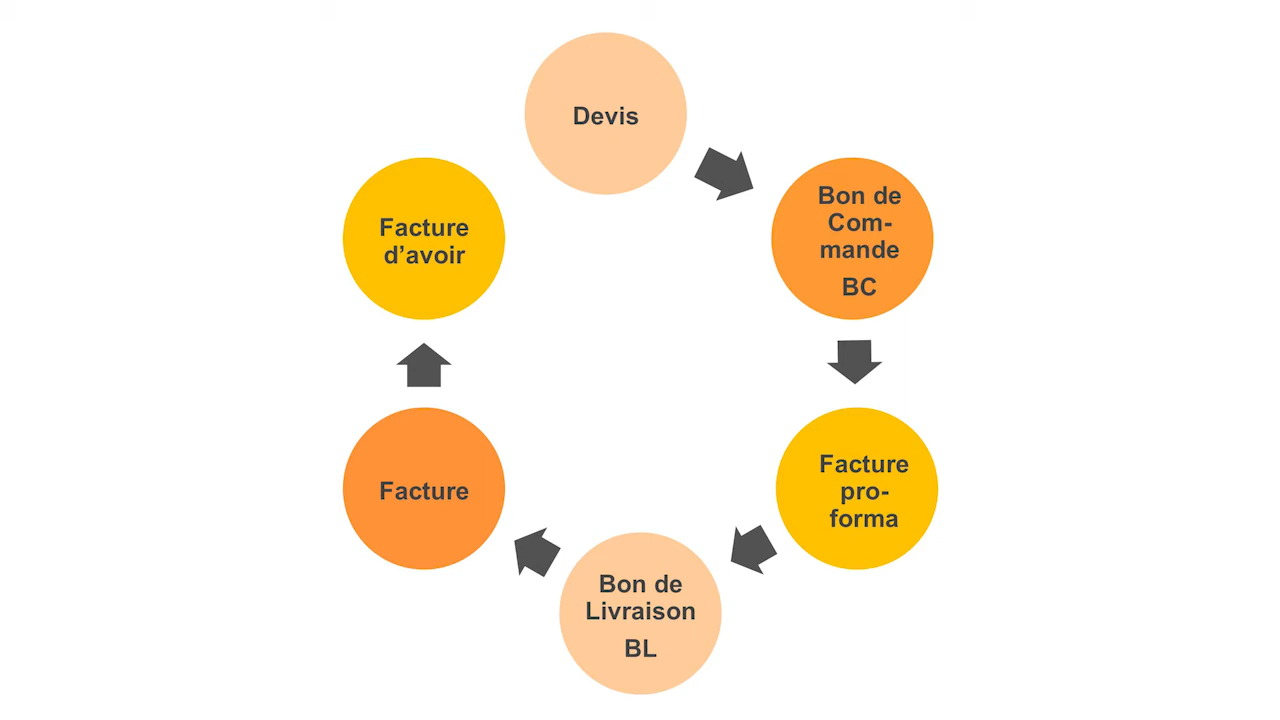 Devis
Bon de
Com-
mande
BC
Facture
pro-
forma
Bon de
Livraison
BL
Facture
Facture
d’avoir